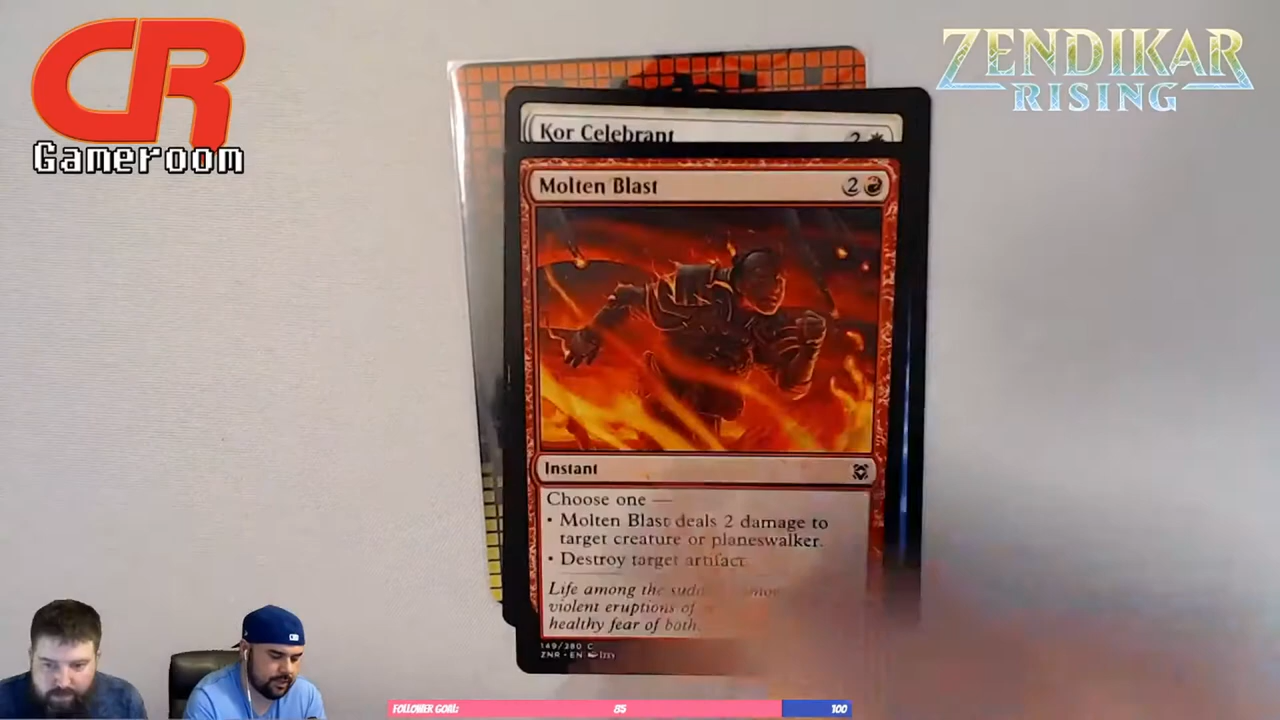 CR
Gameroom
ZENDIKAR
RISING
Kor Celebrant 2
Molten Blast 2
Instant
Choose one —
• Molten Blast deals 2 damage to
target creature or planeswalker.
• Destroy target artifact
Life among the
violent eruptions of
healthy fear of both.
149/280 C
ZNR • EN
FOLLOWER GOAL: 85 100